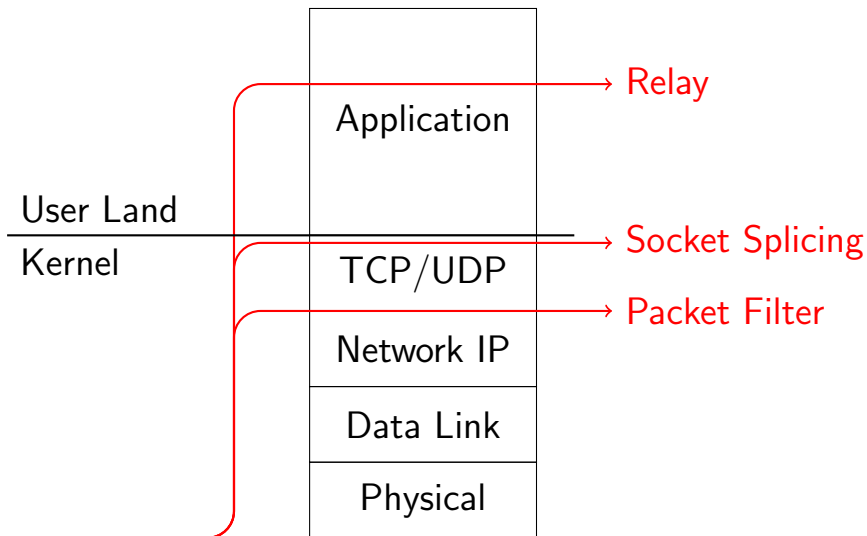 Relay
Application
User Land
Kernel
Socket Splicing
TCP/UDP
Packet Filter
Network IP
Data Link
Physical